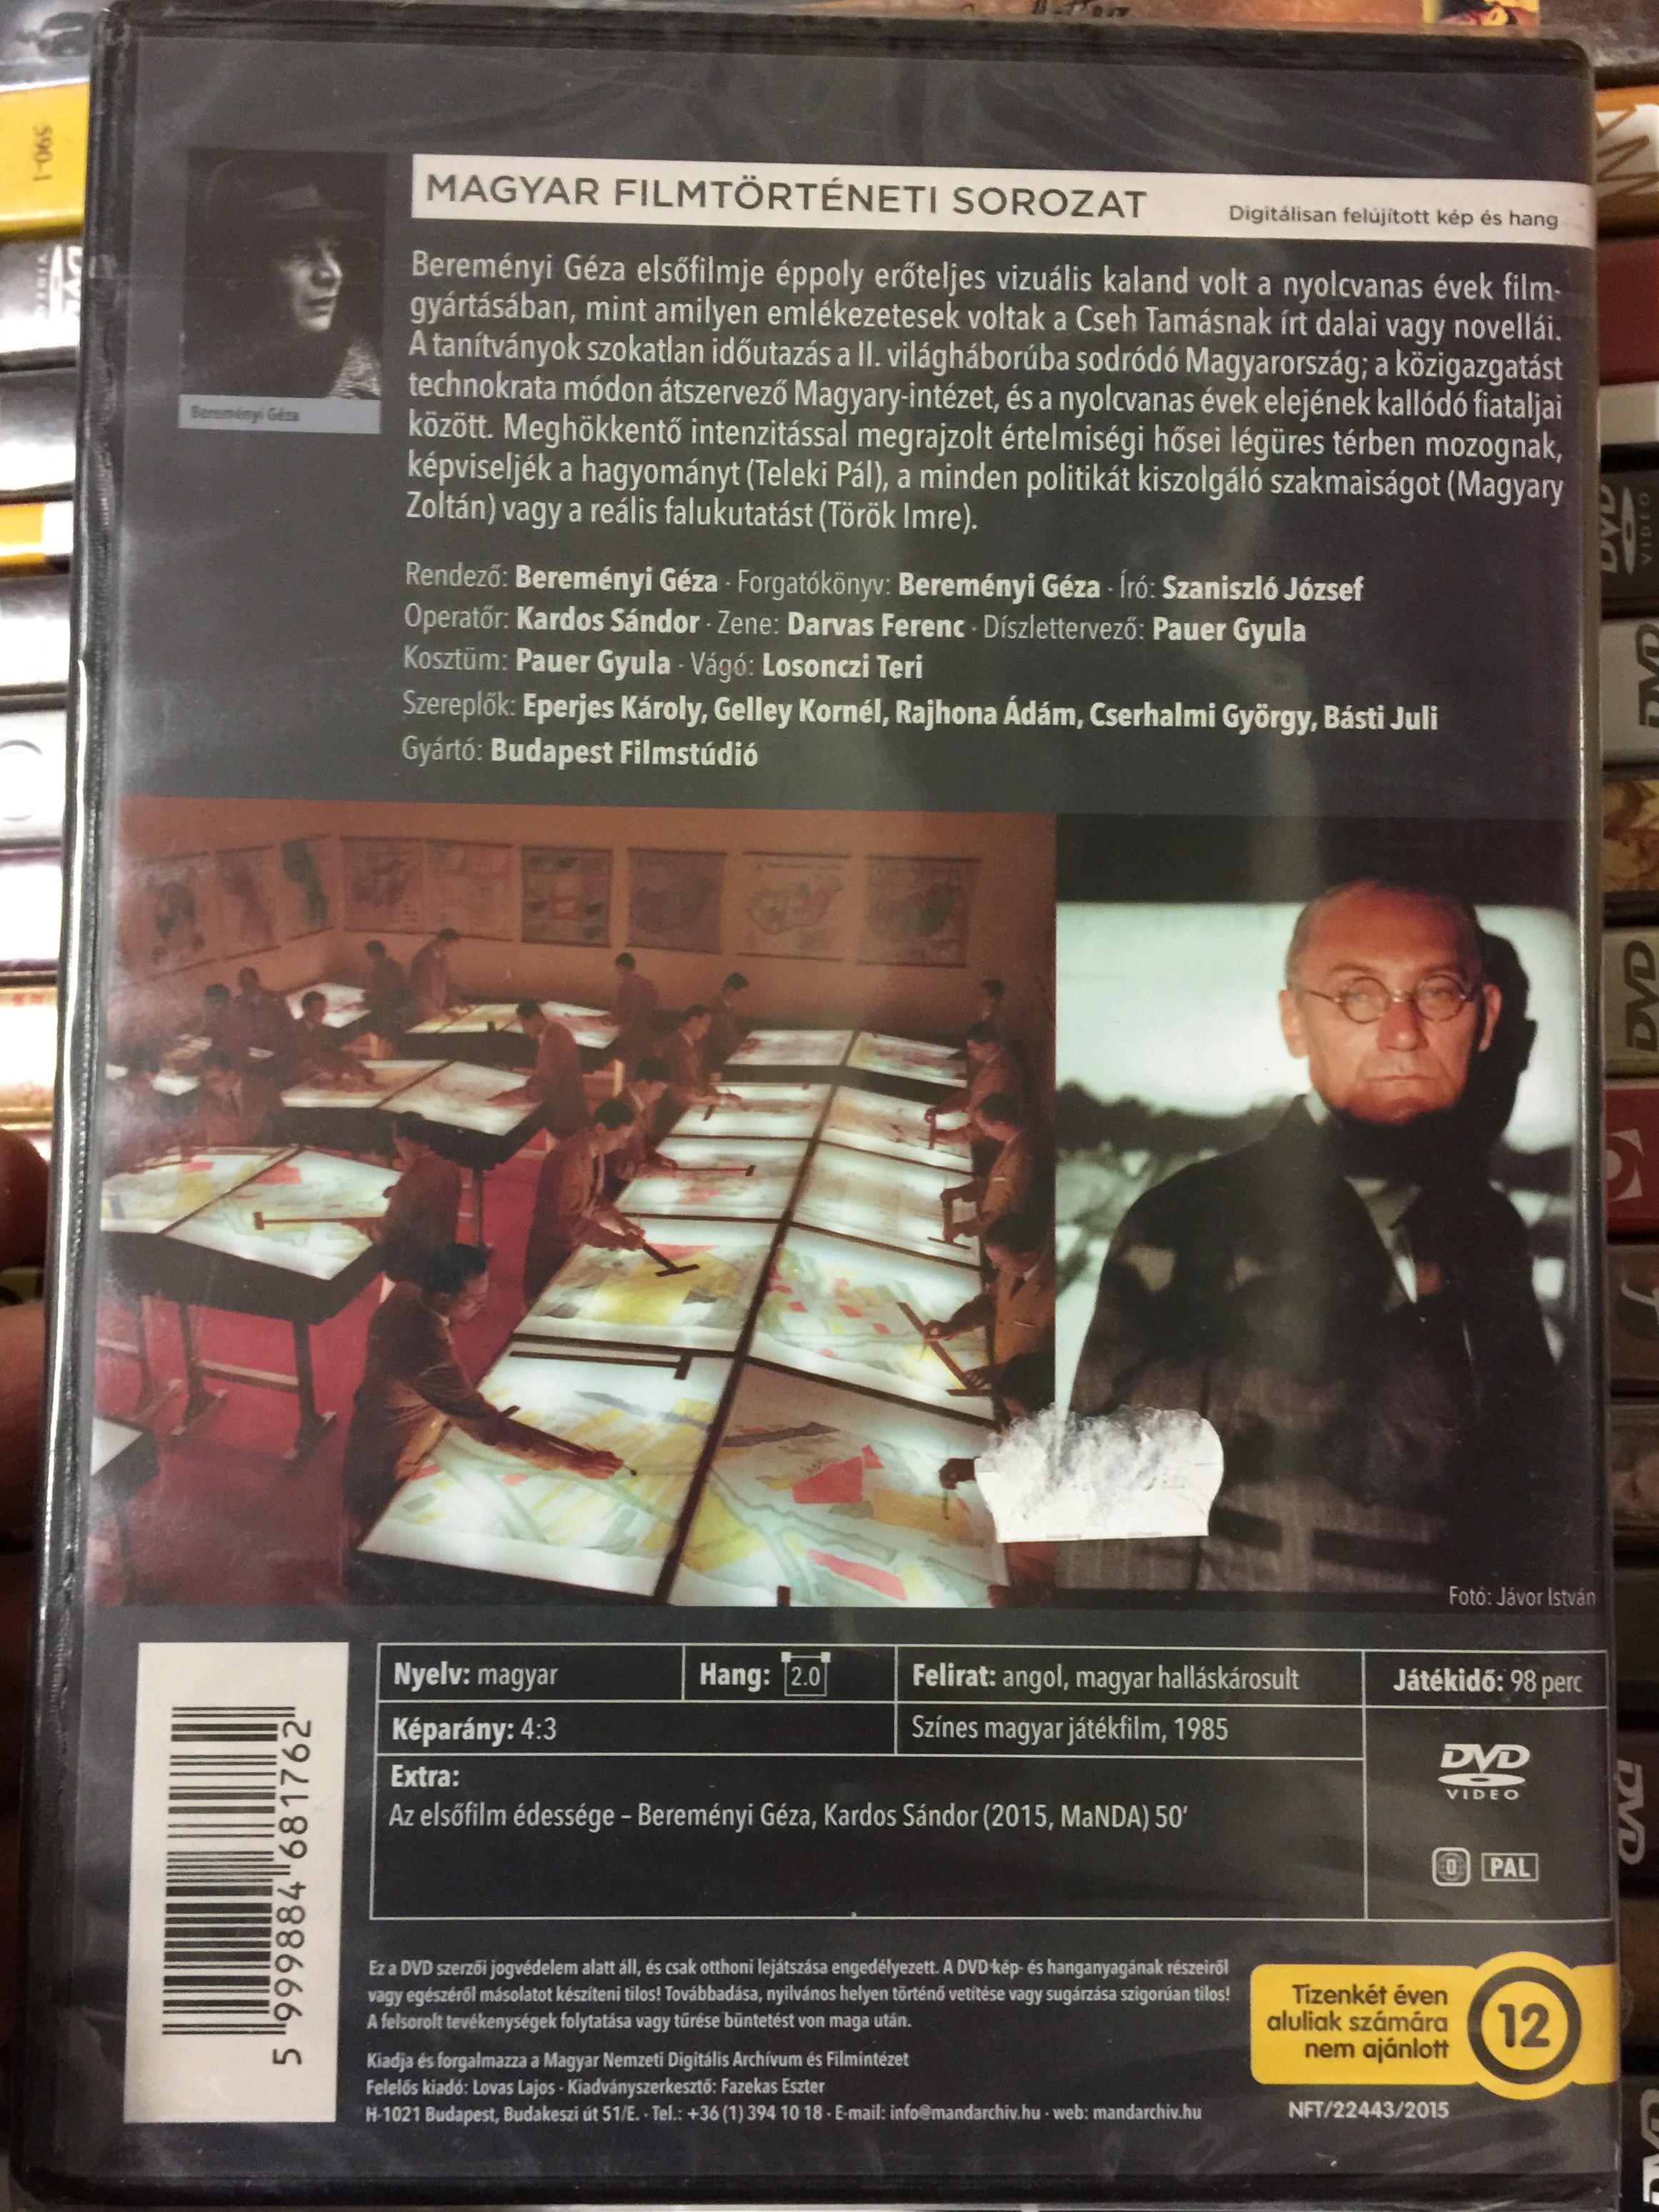 MAGYAR FILMTÖRTÉNETI SOROZAT
Digitálisan felújított kép és hang
Bereményi Géza
Bereményi Géza elsőfilmje éppoly erőteljes vizuális kaland volt a nyolcvanas évek film-
gyártásában, mint amilyen emlékezetesek voltak a Cseh Tamásnak írt dalai vagy novellái.
A tanítványok szokatlan időutazás a II. világháborúba sodródó Magyarország; a közigazgatást
technokrata módon átszervező Magyary-intézet, és a nyolcvanas évek elejének kallódó fiataljai
között. Meghökkentő intenzitással megrajzolt értelmiségi hősei légüres térben mozognak,
képviseljék a hagyományt (Teleki Pál), a minden politikát kiszolgáló szakmaiságot (Magyary
Zoltán) vagy a reális falukutatást (Török Imre).
Rendező: Bereményi Géza · Forgatókönyv: Bereményi Géza · Író: Szaniszló József
Operatőr: Kardos Sándor · Zene: Darvas Ferenc · Díszlettervező: Pauer Gyula
Kosztüm: Pauer Gyula · Vágó: Losonczi Teri
Szereplők: Eperjes Károly, Gelley Kornél, Rajhona Ádám, Cserhalmi György, Básti Juli
Gyártó: Budapest Filmstúdió
Fotó: Jávor István
Nyelv: magyar
Hang: 2.0
Felirat: angol, magyar halláskárosult
Játékidő: 98 perc
Képarány: 4:3
Színes magyar játékfilm, 1985
Extra:
Az elsőfilm édessége – Bereményi Géza, Kardos Sándor (2015, MaNDA) 50'
DVD
VIDEO
0 PAL
5 999884 681762
Ez a DVD szerzői jogvédelem alatt áll, és csak otthoni lejátszása engedélyezett. A DVD kép- és hanganyagának részeiről
vagy egészéről másolatot készíteni tilos! Továbbadása, nyilvános helyen történő vetítése vagy sugárzása szigorúan tilos!
A felsorolt tevékenységek folytatása vagy tűrése büntetést von maga után.
Kiadja és forgalmazza a Magyar Nemzeti Digitális Archívum és Filmintézet
Felelős kiadó: Lovas Lajos · Kiadványszerkesztő: Fazekas Eszter
H-1021 Budapest, Budakeszi út 51/E. · Tel.: +36 (1) 394 10 18 · E-mail: info@mandarchiv.hu · web: mandarchiv.hu
Tizenkét éven
aluliak számára
nem ajánlott
12
NFT/22443/2015
DVD
VIDEO
DVD
DVD
DVD
DVD